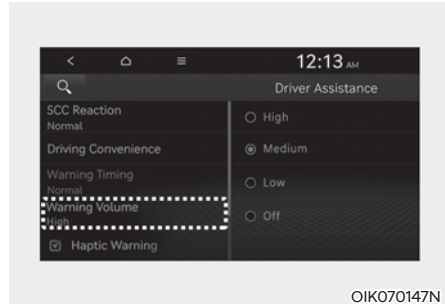 12:13 AM
Driver Assistance
SCC Reaction
Normal
High
Driving Convenience
Medium
Warning Timing
Normal
Low
Warning Volume
High
Off
Haptic Warning
OIK070147N